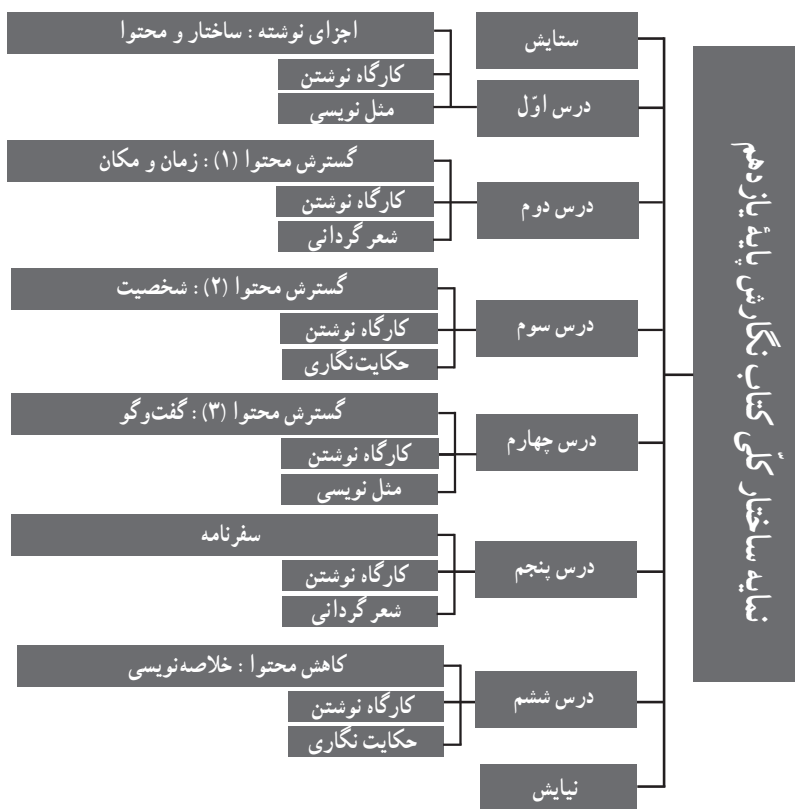 نمایه ساختار کلّی کتاب نگارش پایۀ یازدهم
ستایش
درس اوّل
اجزای نوشته : ساختار و محتوا
کارگاه نوشتن
مثل نویسی
درس دوم
گسترش محتوا (۱) : زمان و مکان
کارگاه نوشتن
شعر گردانی
درس سوم
گسترش محتوا (۲) : شخصیت
کارگاه نوشتن
حکایت‌نگاری
درس چهارم
گسترش محتوا (۳) : گفت‌وگو
کارگاه نوشتن
مثل نویسی
درس پنجم
سفرنامه
کارگاه نوشتن
شعر گردانی
درس ششم
کاهش محتوا : خلاصه‌نویسی
کارگاه نوشتن
حکایت نگاری
نیایش